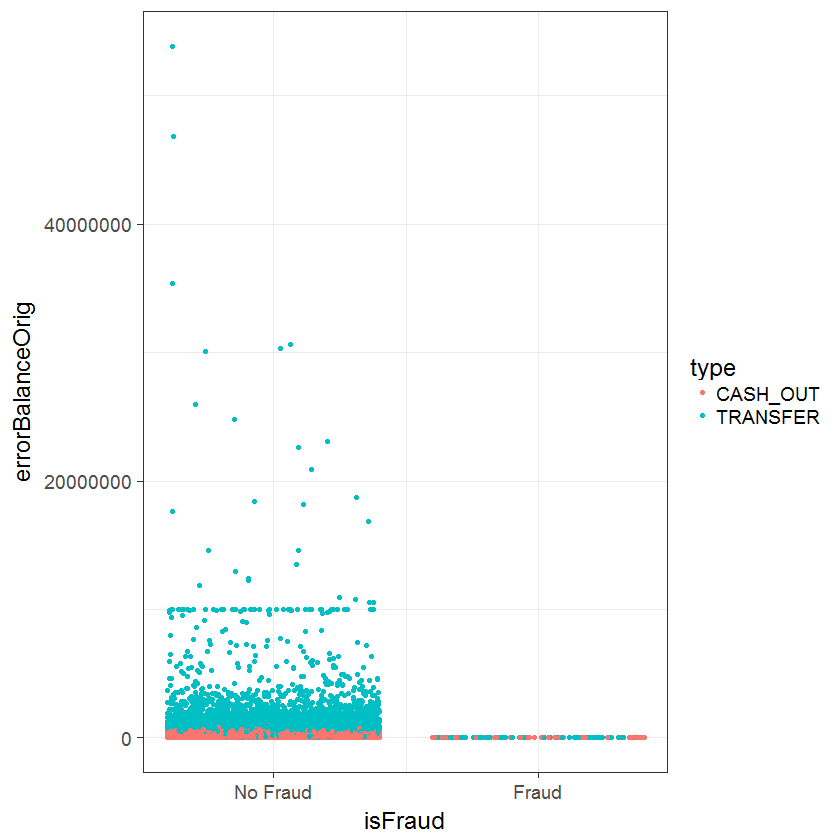 errorBalanceOrig
40000000
20000000
0
No Fraud
Fraud
isFraud
type
CASH_OUT
TRANSFER